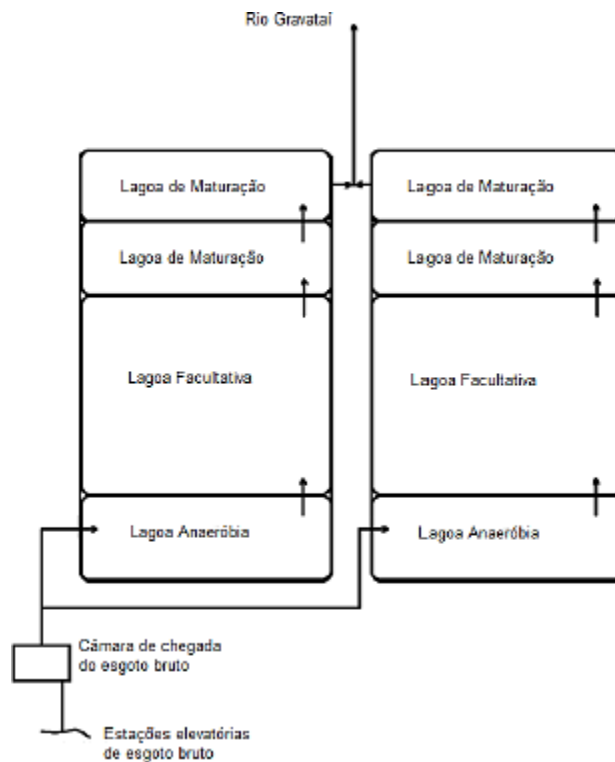 Rio Gravataí
Lagoa de Maturação
Lagoa de Maturação
Lagoa de Maturação
Lagoa de Maturação
Lagoa Facultativa
Lagoa Facultativa
Lagoa Anaeróbia
Lagoa Anaeróbia
Câmara de chegada
do esgoto bruto
Estações elevatórias
de esgoto bruto